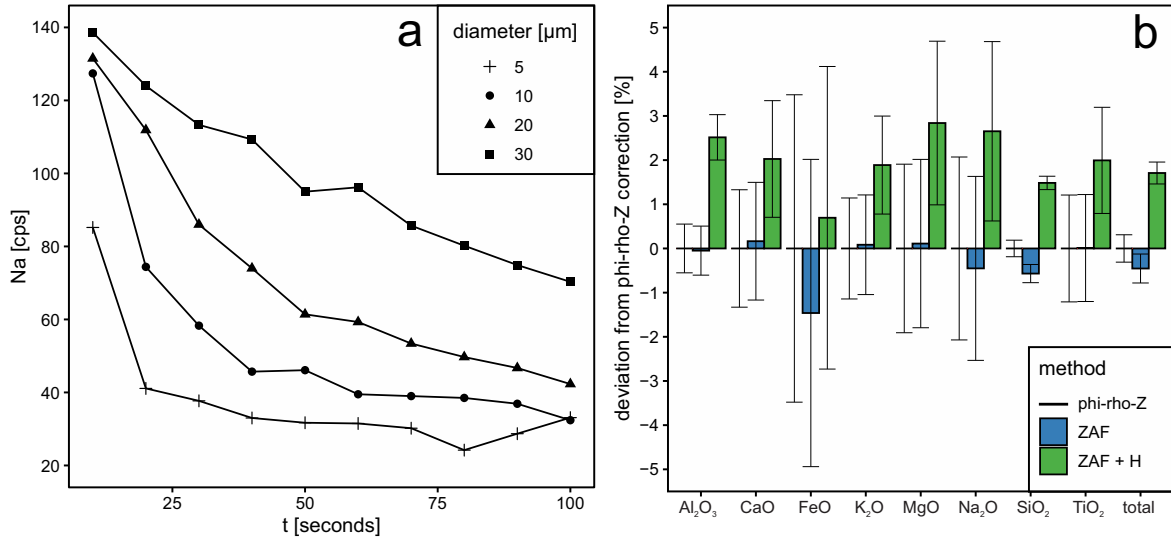 a
diameter [µm]
5
10
20
30
Na [cps]
140
120
100
80
60
40
20
25
50
75
100
t [seconds]
b
deviation from phi-rho-Z correction [%]
5
4
3
2
1
0
−1
−2
−3
−4
−5
method
phi-rho-Z
ZAF
ZAF + H
Al₂O₃ CaO FeO K₂O MgO Na₂O SiO₂ TiO₂ total